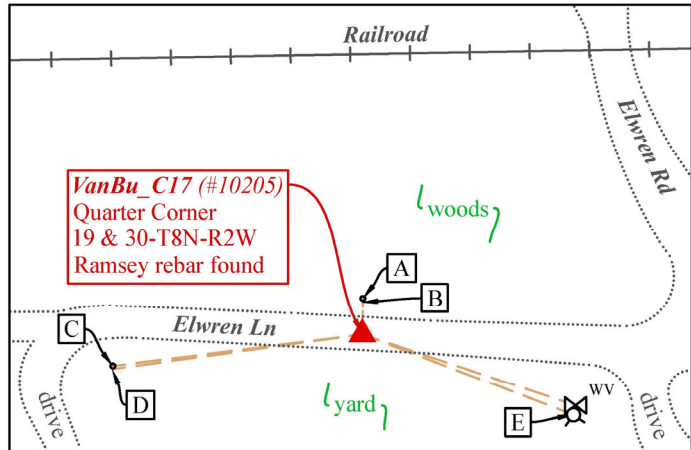 Railroad
Elwren Rd
VanBu_C17 (#10205)
Quarter Corner
19 & 30-T8N-R2W
Ramsey rebar found
woods
A
B
Elwren Ln
C
D
yard
E
WV
drive
drive